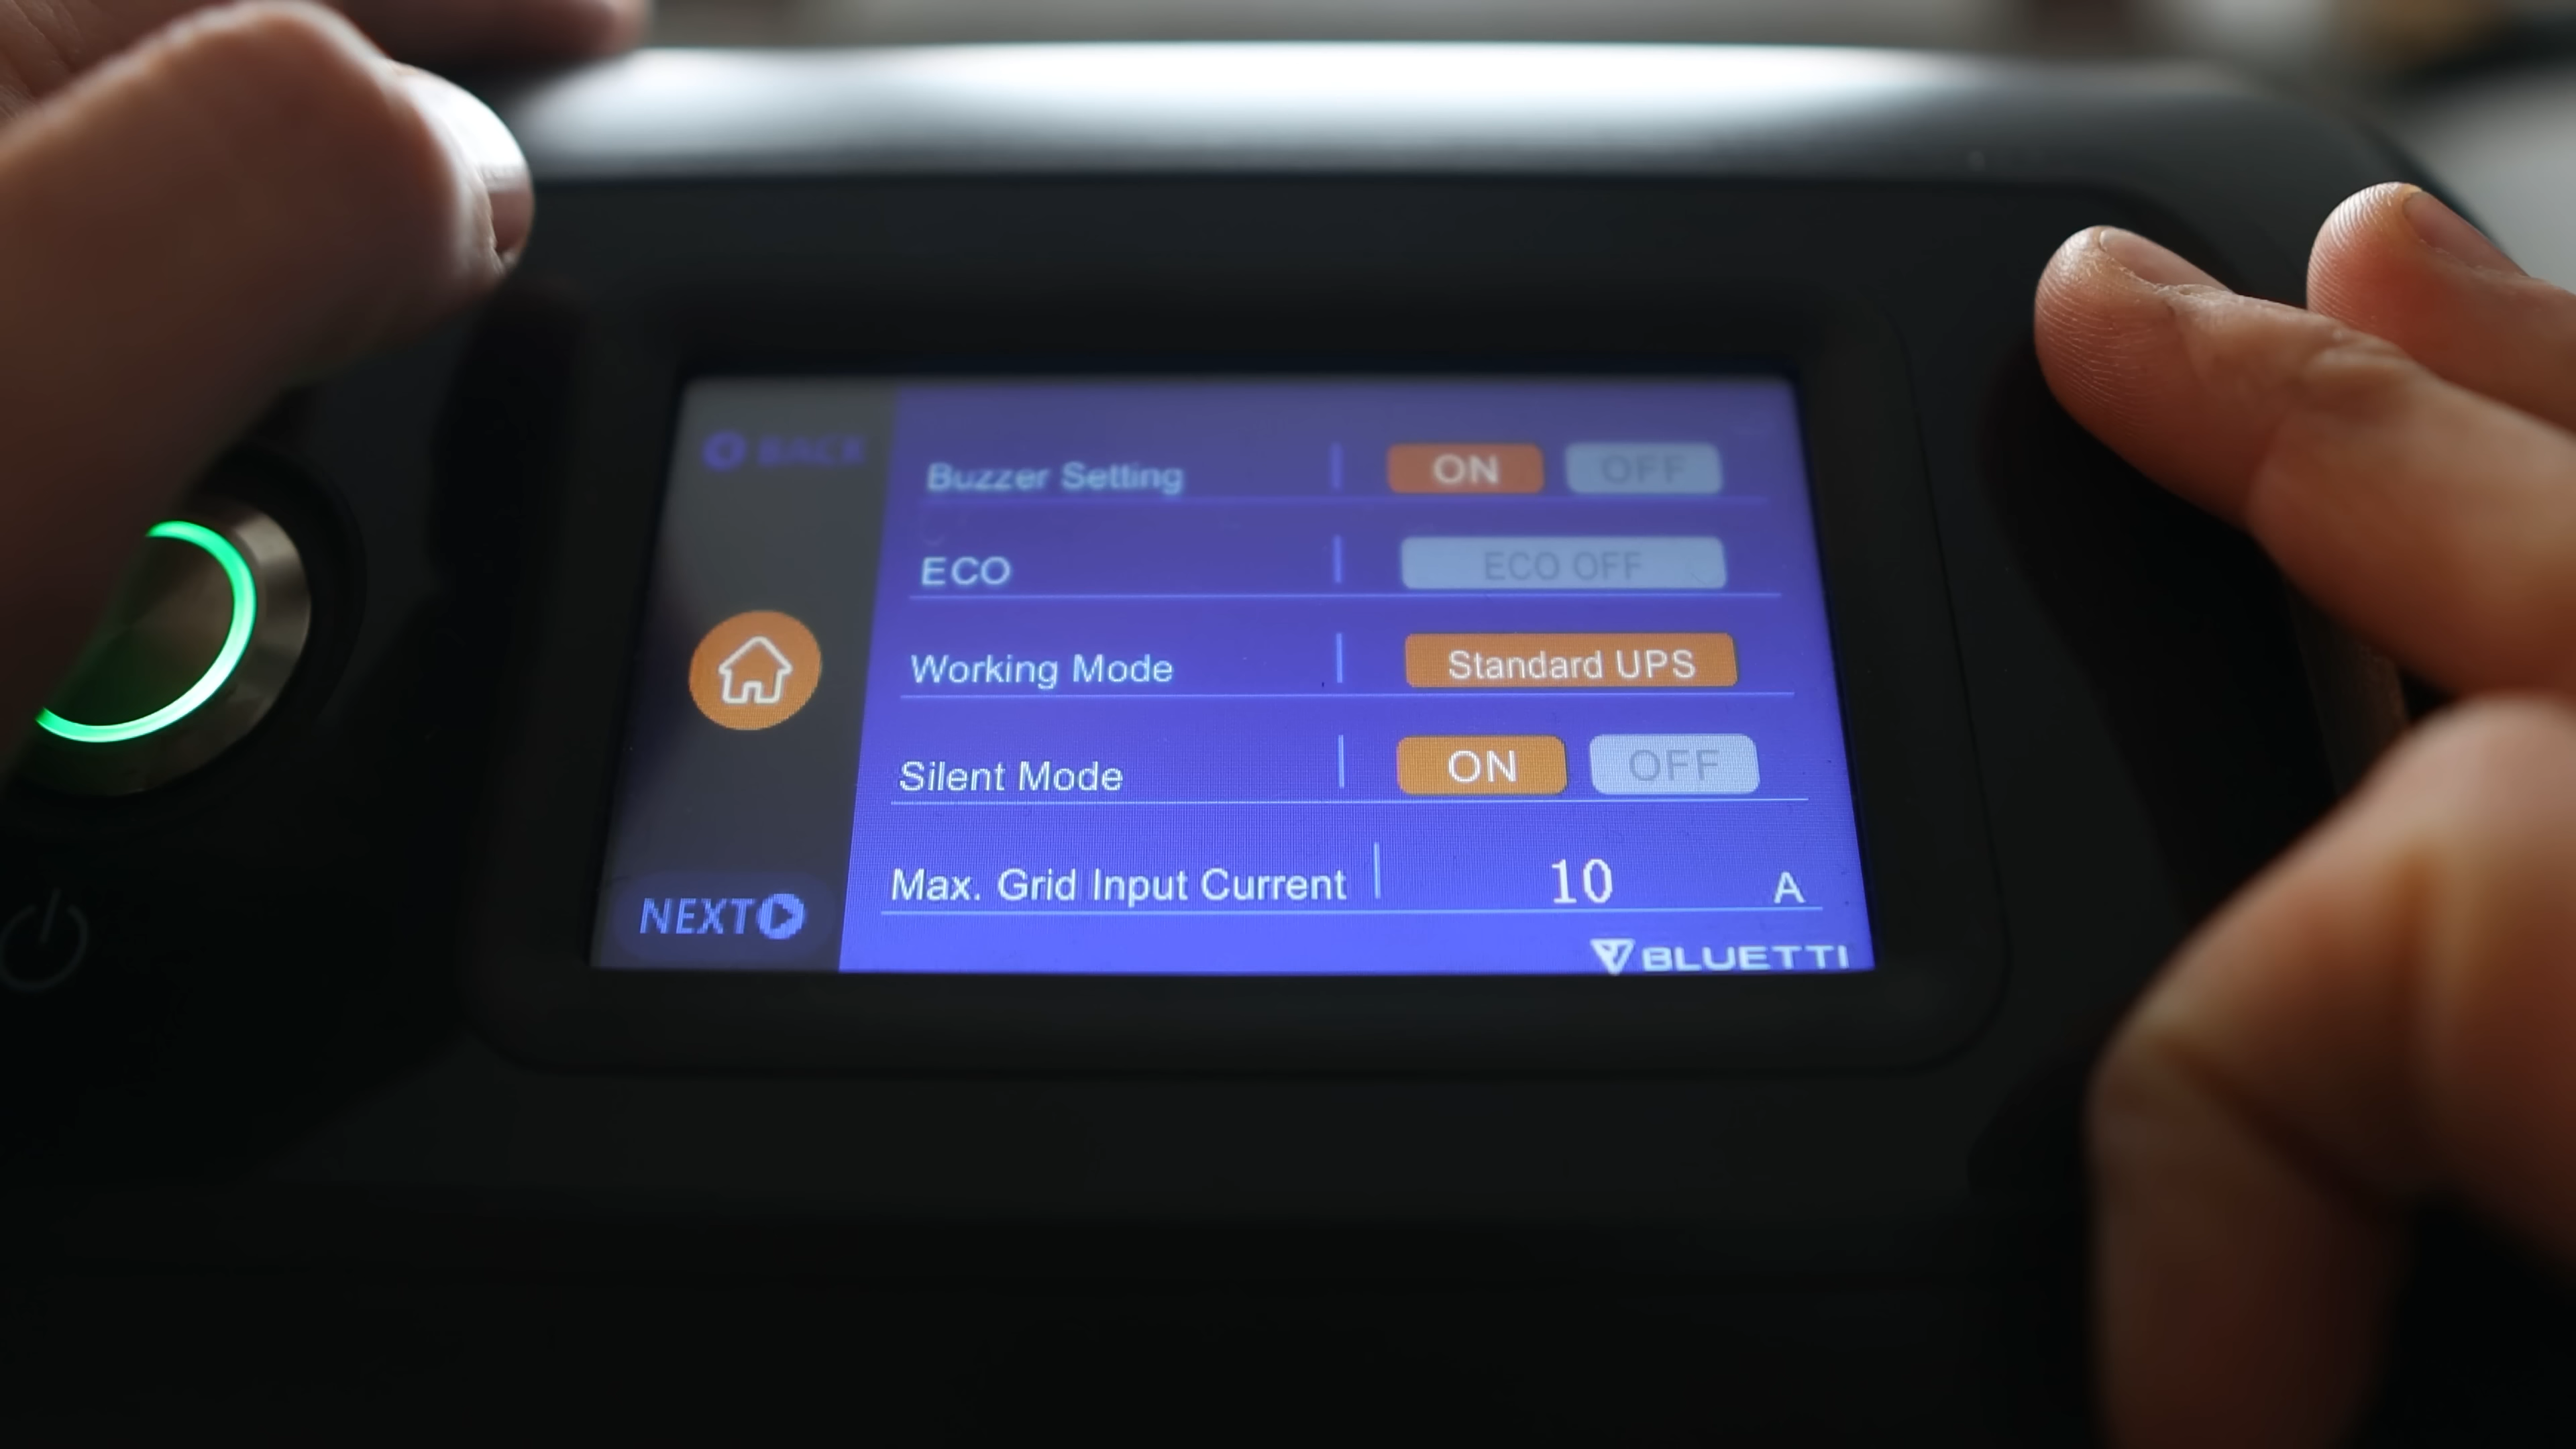 BACK
Buzzer Setting ON OFF
ECO ECO OFF
Working Mode Standard UPS
Silent Mode ON OFF
Max. Grid Input Current 10 A
NEXT
BLUETTI